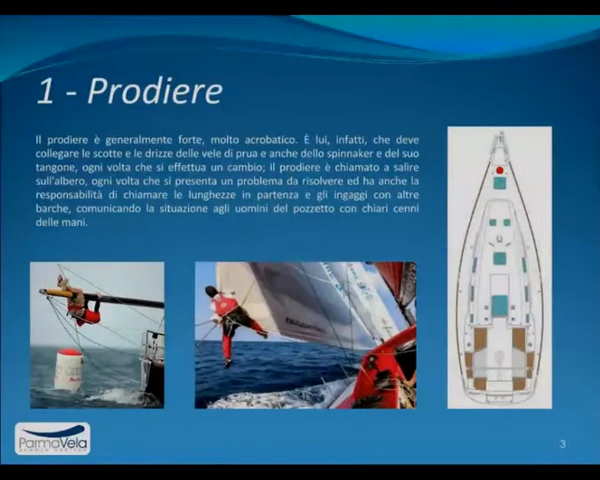 1 - Prodiere
Il prodiere è generalmente forte, molto acrobatico. È lui, infatti, che deve
collegare le scotte e le drizze delle vele di prua e anche dello spinnaker e del suo
tangone, ogni volta che si effettua un cambio; il prodiere è chiamato a salire
sull'albero, ogni volta che si presenta un problema da risolvere ed ha anche la
responsabilità di chiamare le lunghezze in partenza e gli ingaggi con altre
barche, comunicando la situazione agli uomini del pozzetto con chiari cenni
delle mani.
ParmaVela
3